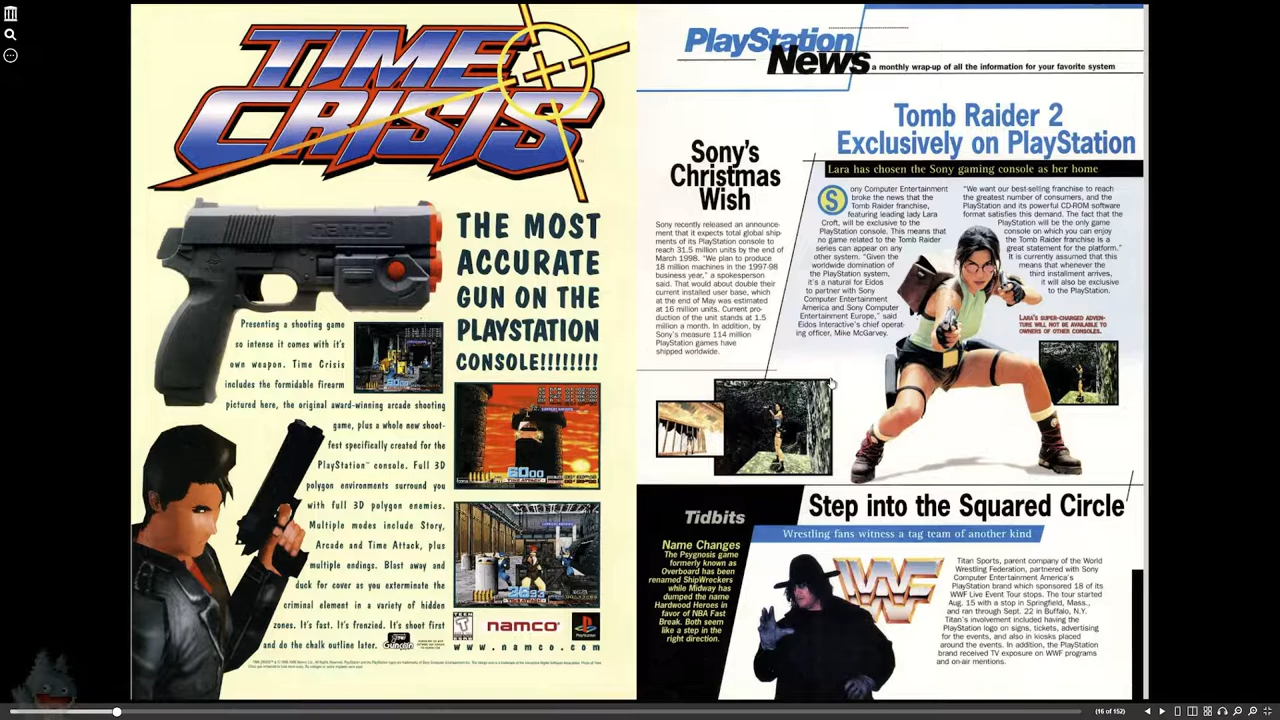 TIME
CRISIS
TM
namco
THE MOST
ACCURATE
GUN ON THE
PLAYSTATION
CONSOLE!!!!!!!!
Presenting a shooting game
so intense it comes with it's
own weapon. Time Crisis
includes the formidable firearm
pictured here, the original award-winning arcade shooting
game, plus a whole new shoot-
fest specifically created for the
PlayStation™ console. Full 3D
polygon environments surround you
with full 3D polygon enemies.
Multiple modes include Story,
Arcade and Time Attack, plus
multiple endings. Blast away and
duck for cover as you exterminate the
criminal element in a variety of hidden
zones. It's fast. It's frenzied. It's shoot first
and do the chalk outline later.
TEEN
namco
PlayStation
www.namco.com
PlayStation
News
a monthly wrap-up of all the information for your favorite system
Sony's
Christmas
Wish
Sony recently released an announce-
ment that it expects total global ship-
ments of its PlayStation console to
reach 31.5 million units by the end of
March 1998. "We plan to produce
18 million machines in the 1997-98
business year," a spokesperson
said. That would about double their
current installed user base, which
at the end of May was estimated
at 16 million units. Current pro-
duction of the unit stands at 1.5
million a month. In addition, by
Sony's measure 114 million
PlayStation games have
shipped worldwide.
Tomb Raider 2
Exclusively on PlayStation
Lara has chosen the Sony gaming console as her home
Sony Computer Entertainment
broke the news that the
Tomb Raider franchise,
featuring leading lady Lara
Croft, will be exclusive to the
PlayStation console. This means that
no game related to the Tomb Raider
series can appear on any
other system. "Given the
worldwide domination of
the PlayStation system,
it's a natural for Eidos
to partner with Sony
Computer Entertainment
America and Sony Computer
Entertainment Europe," said
Eidos Interactive's chief operat-
ing officer, Mike McGarvey.
"We want our best-selling franchise to reach
the greatest number of consumers, and the
PlayStation and its powerful CD-ROM software
format satisfies this demand. The fact that the
PlayStation will be the only game
console on which you can enjoy
the Tomb Raider franchise is a
great statement for the platform."
It is currently assumed that this
means that whenever the
third installment arrives,
it will also be exclusive
to the PlayStation.
LARA'S SUPER-CHARGED ADVEN-
TURE WILL NOT BE AVAILABLE TO
OWNERS OF OTHER CONSOLES.
Tidbits
Name Changes
The Psygnosis game
formerly known as
Overboard has been
renamed ShipWreckers
while Midway has
dumped the name
Hardwood Heroes in
favor of NBA Fast
Break. Both seem
like a step in the
right direction.
Step into the Squared Circle
Wrestling fans witness a tag team of another kind
WWF
Titan Sports, parent company of the World
Wrestling Federation, partnered with Sony
Computer Entertainment America's
PlayStation brand which sponsored 18 of its
WWF Live Event Tour stops. The tour started
Aug. 15 with a stop in Springfield, Mass.,
and ran through Sept. 22 in Buffalo, N.Y.
Titan's involvement included having the
PlayStation logo on signs, tickets, advertising
for the events, and also in kiosks placed
around the events. In addition, the PlayStation
brand received TV exposure on WWF programs
and on-air mentions.
(16 of 152)